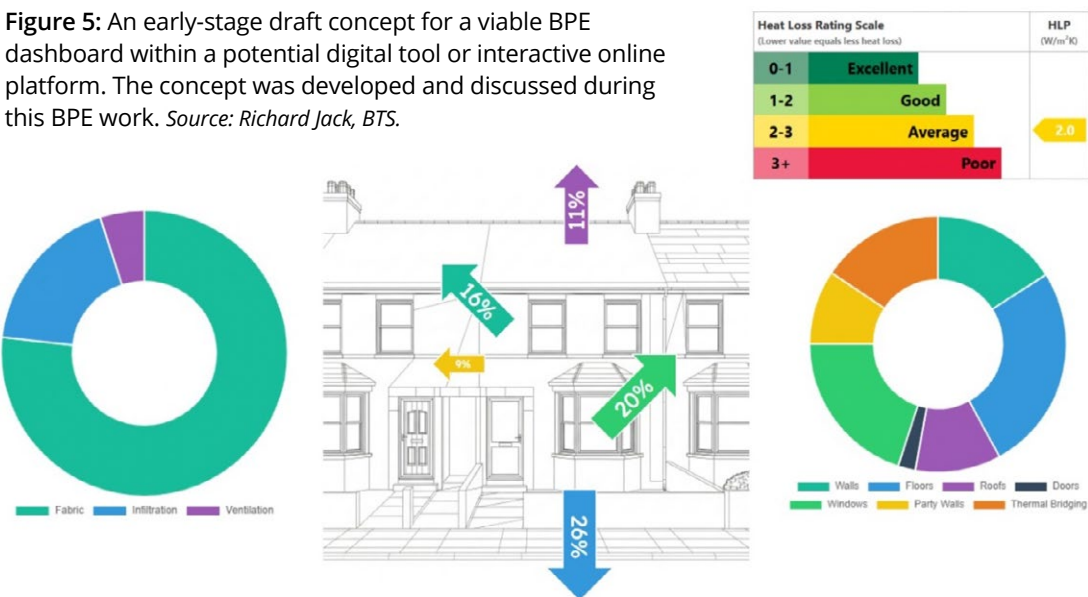 Figure 5: An early-stage draft concept for a viable BPE
dashboard within a potential digital tool or interactive online
platform. The concept was developed and discussed during
this BPE work. Source: Richard Jack, BTS.
Heat Loss Rating Scale
(Lower value equals less heat loss)
HLP
(W/m²K)
0-1 Excellent
1-2 Good
2-3 Average
2.0
3+ Poor
11%
16%
9%
20%
26%
Fabric Infiltration Ventilation
Walls Floors Roofs Doors
Windows Party Walls Thermal Bridging